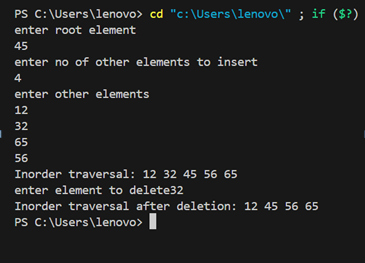 PS C:\Users\lenovo> cd "c:\Users\lenovo\" ; if ($?)
enter root element
45
enter no of other elements to insert
4
enter other elements
12
32
65
56
Inorder traversal: 12 32 45 56 65
enter element to delete32
Inorder traversal after deletion: 12 45 56 65
PS C:\Users\lenovo>